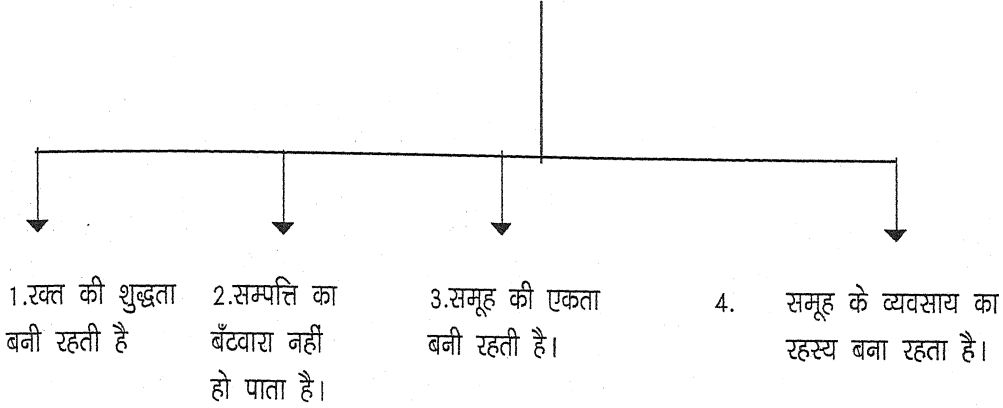 1.रक्त की शुद्धता
बनी रहती है
2.सम्पत्ति का
बँटवारा नहीं
हो पाता है।
3.समूह की एकता
बनी रहती है।
4. समूह के व्यवसाय का
रहस्य बना रहता है।